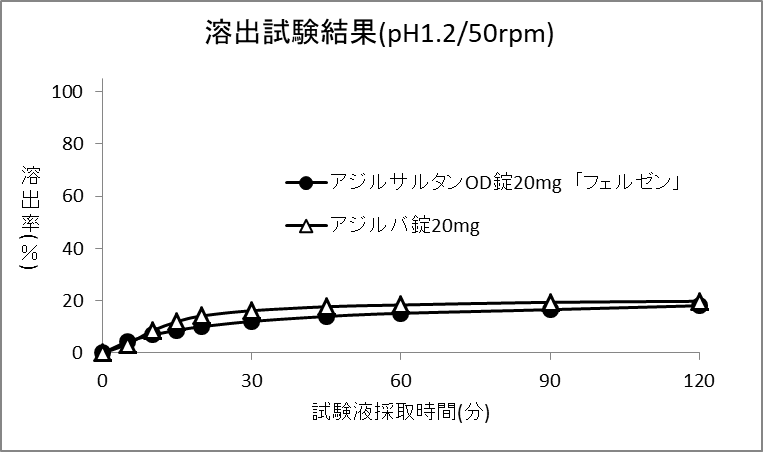 溶出試験結果(pH1.2/50rpm)
100
80
60
40
20
0
溶出率(%)
アジルサルタンOD錠20mg「フェルゼン」
アジルバ錠20mg
0 30 60 90 120
試験液採取時間(分)